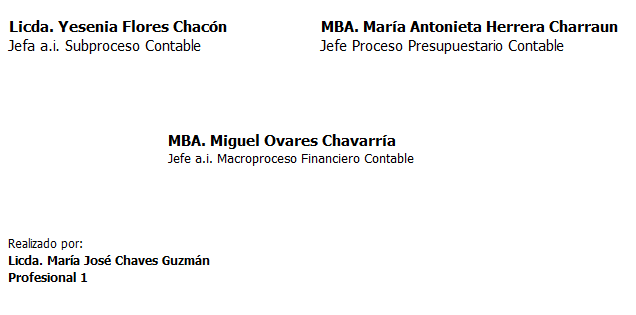 Licda. Yesenia Flores Chacón
Jefa a.i. Subproceso Contable
MBA. María Antonieta Herrera Charraun
Jefe Proceso Presupuestario Contable
MBA. Miguel Ovares Chavarría
Jefe a.i. Macroproceso Financiero Contable
Realizado por:
Licda. María José Chaves Guzmán
Profesional 1